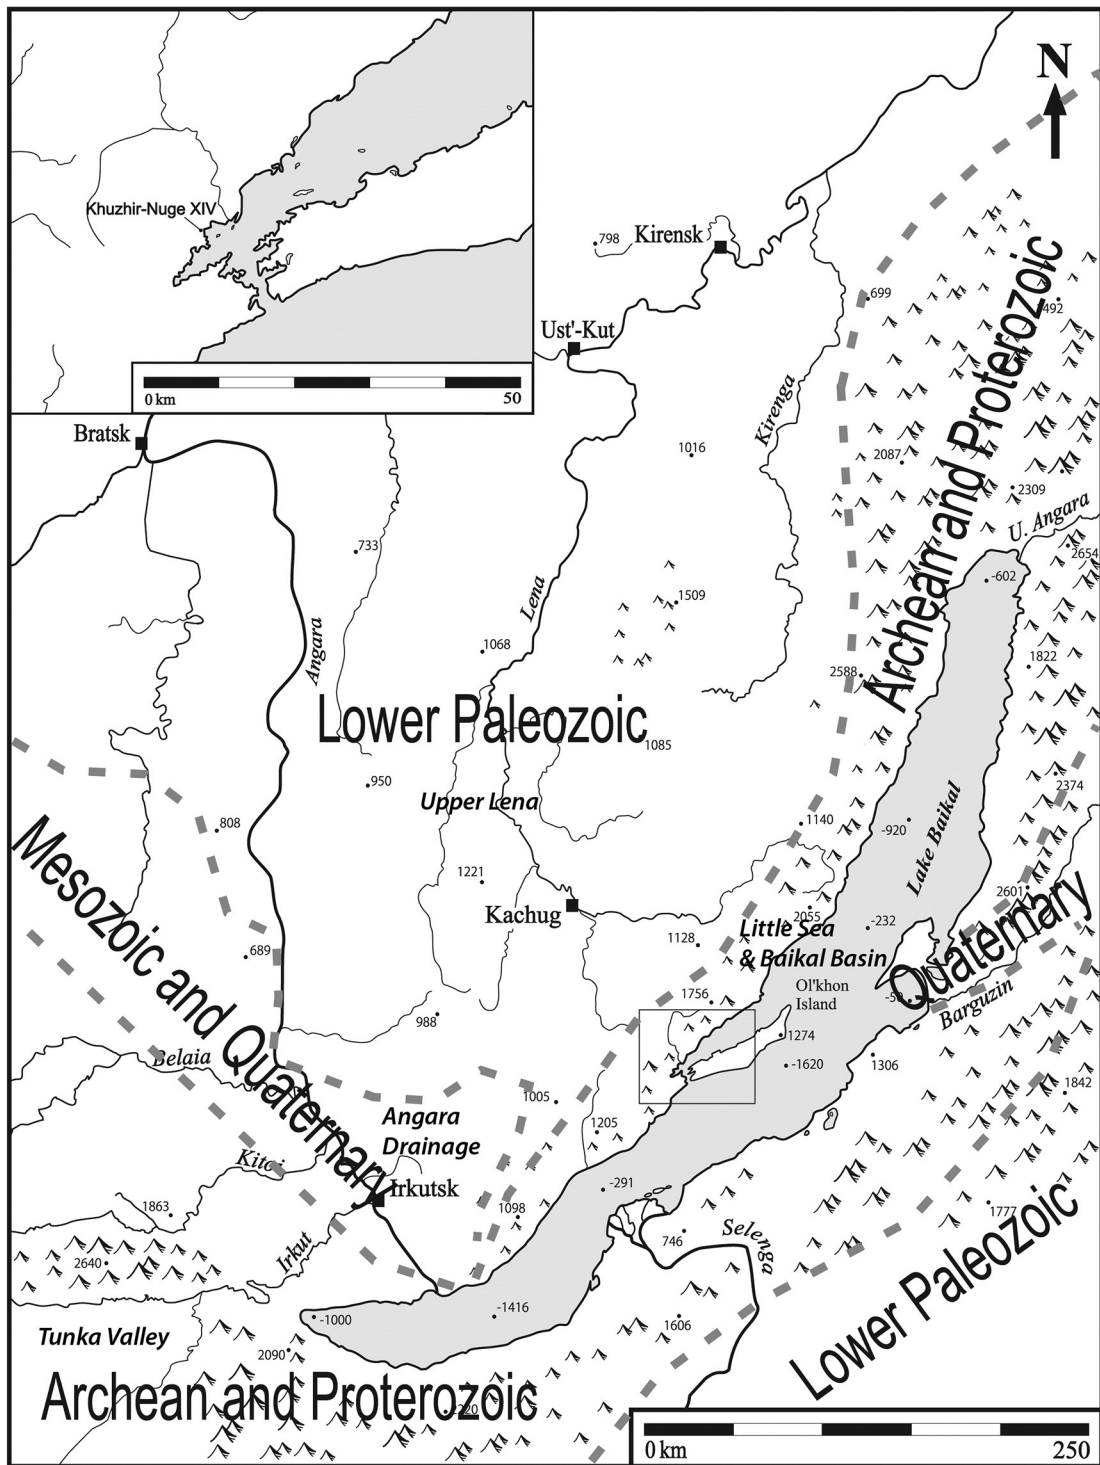 N
Khuzhir-Nuge XIV
0 km
50
798
Kirensk
699
Ust'-Kut
Bratsk
Kirenga
1016
2087
2309
Archean and Proterozoic
U. Angara
2654
733
-602
Lena
1509
1068
Angara
1822
2588
Lower Paleozoic
1085
950
2374
Upper Lena
808
1140
-920
Lake Baikal
1221
2601
Kachug
2055
-232
Little Sea
& Baikal Basin
Quaternary
1128
689
Mesozoic and Quaternary
Ol'khon
Island
1756
Barguzin
988
1274
-1620
1306
Belaia
1842
1005
Angara
Drainage
1205
Kitoi
Irkutsk
-291
1863
1098
1777
746
Selenga
Irkut
2640
Lower Paleozoic
-1000
-1416
1606
Tunka Valley
2090
Archean and Proterozoic
0 km
250